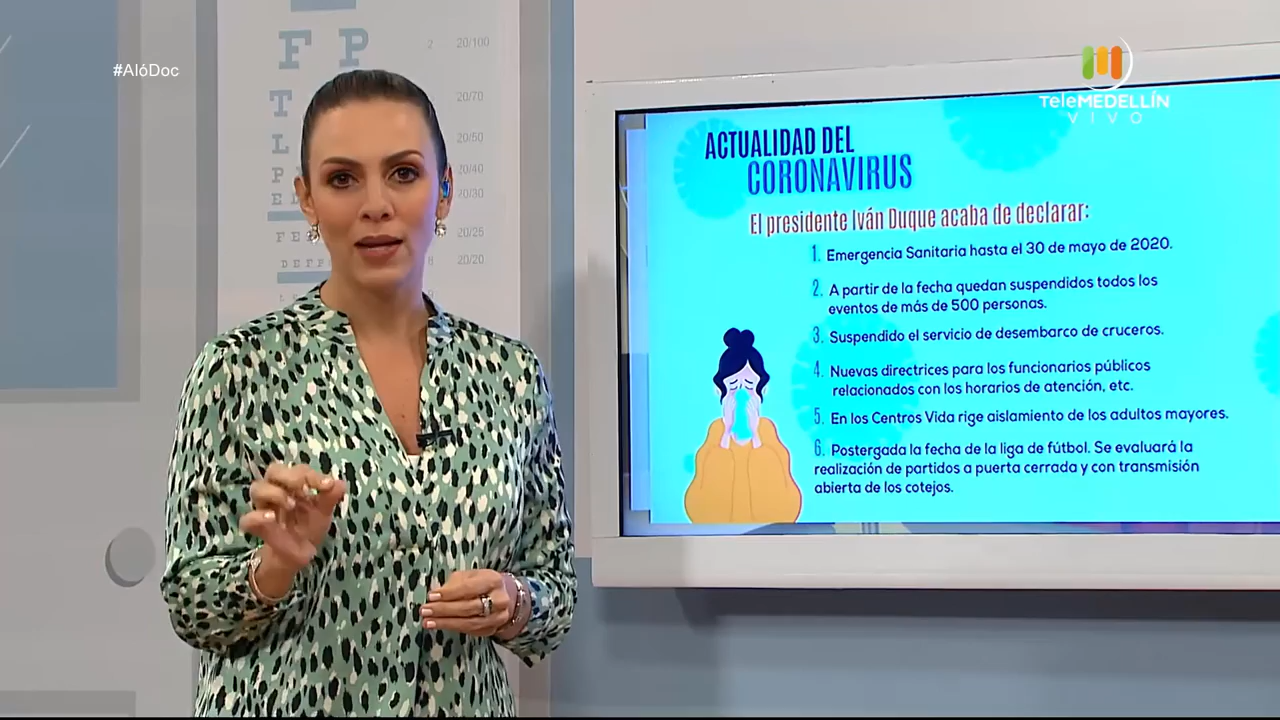 #AlóDoc
F P
2 20/100
T
20/70
L
20/50
P
20/40
E
20/30
FE
20/25
DEFF
8 20/20
TeleMEDELLÍN
VIVO
ACTUALIDAD DEL
CORONAVIRUS
El presidente Iván Duque acaba de declarar:
1. Emergencia Sanitaria hasta el 30 de mayo de 2020.
2. A partir de la fecha quedan suspendidos todos los
eventos de más de 500 personas.
3. Suspendido el servicio de desembarco de cruceros.
4. Nuevas directrices para los funcionarios públicos
relacionados con los horarios de atención, etc.
5. En los Centros Vida rige aislamiento de los adultos mayores.
6. Postergada la fecha de la liga de fútbol. Se evaluará la
realización de partidos a puerta cerrada y con transmisión
abierta de los cotejos.